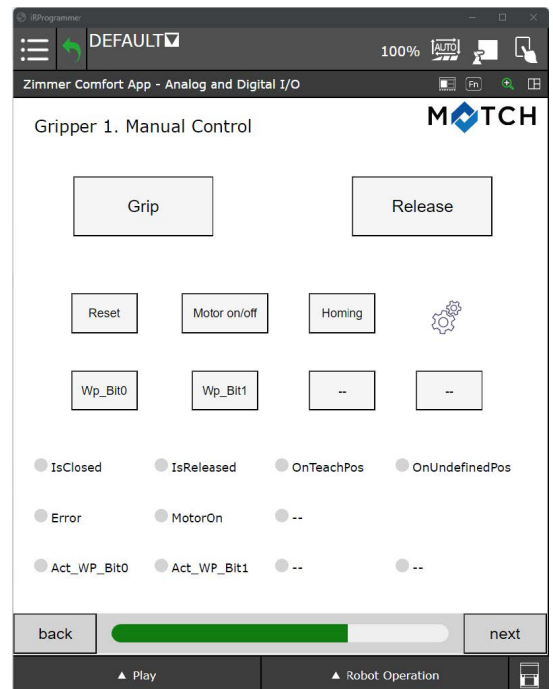 iRProgrammer
DEFAULT
100% AUTO
Zimmer Comfort App - Analog and Digital I/O Fn
Gripper 1. Manual Control MATCH
Grip Release
Reset Motor on/off Homing
Wp_Bit0 Wp_Bit1 -- --
IsClosed IsReleased OnTeachPos OnUndefinedPos
Error MotorOn --
Act_WP_Bit0 Act_WP_Bit1 -- --
back next
▲ Play ▲ Robot Operation